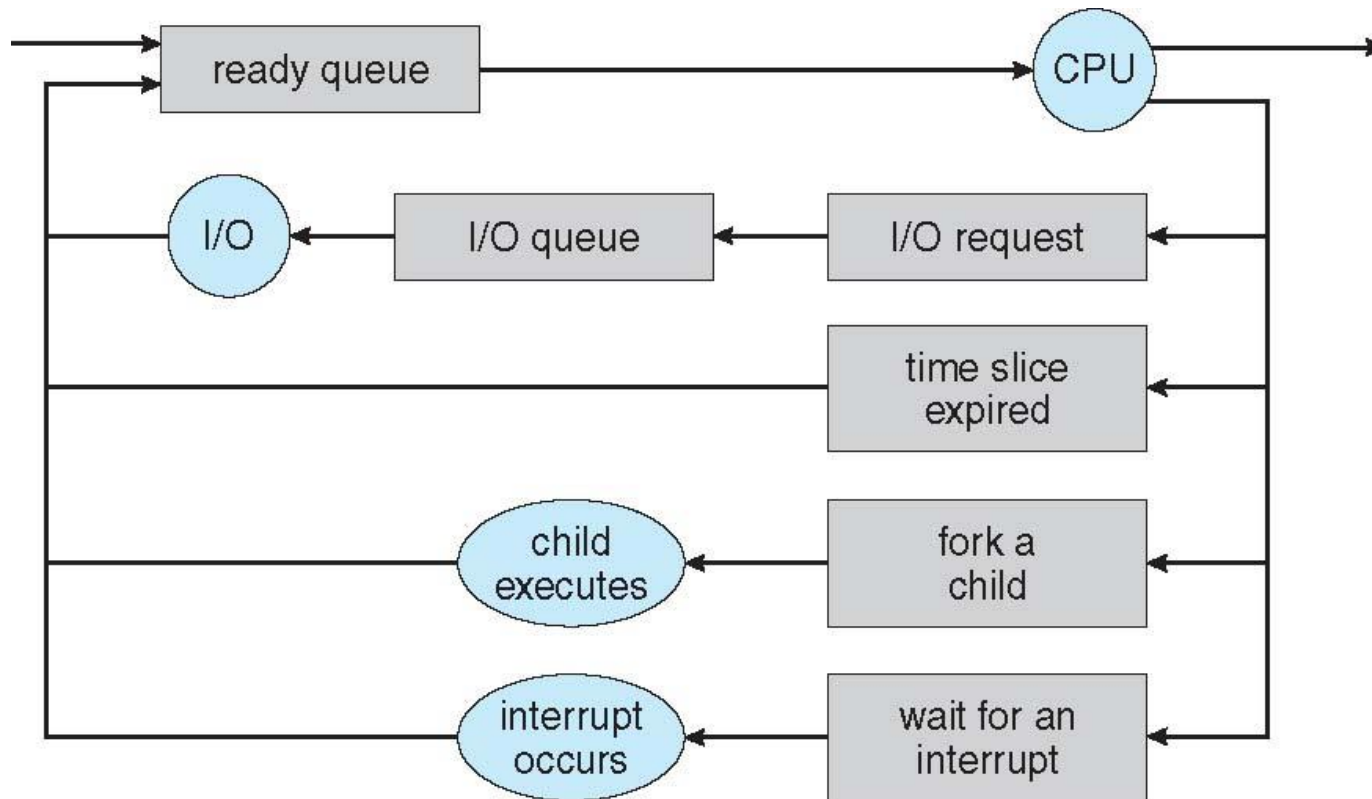 ready queue
CPU
I/O
I/O queue
I/O request
time slice
expired
child
executes
fork a
child
interrupt
occurs
wait for an
interrupt